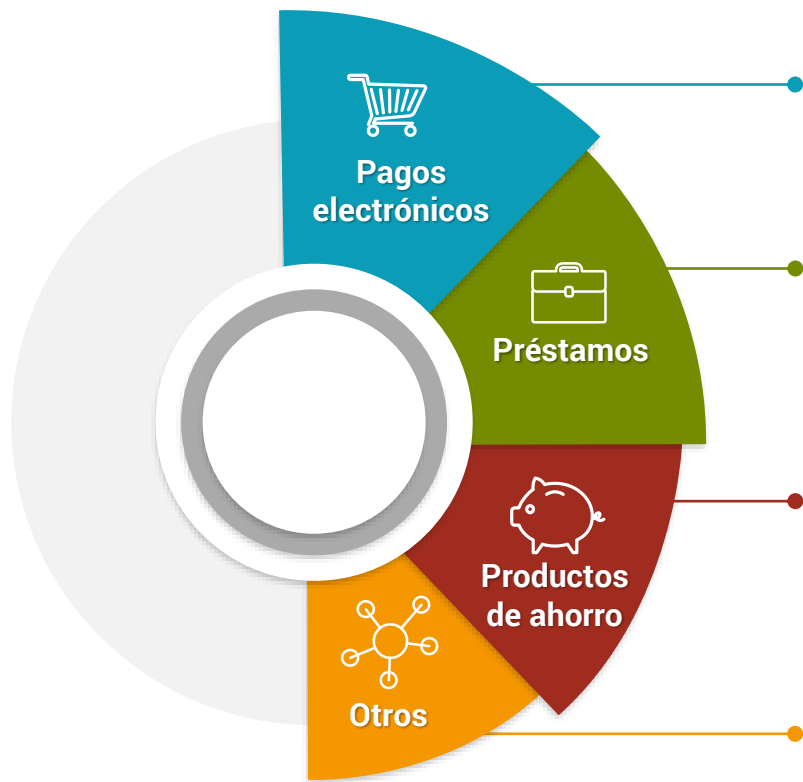 Pagos
electrónicos
Préstamos
Productos
de ahorro
Otros